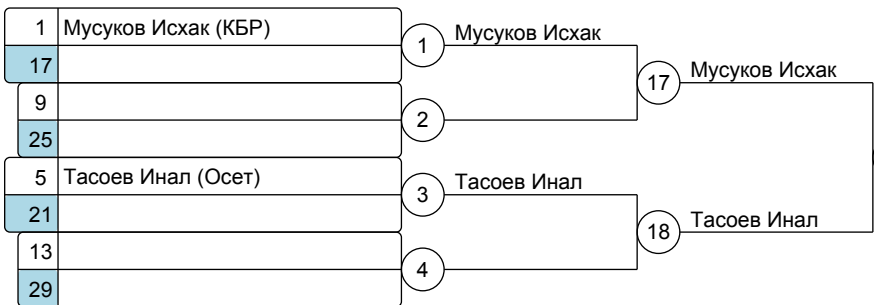 1 Мусуков Исхак (КБР)
17
1 Мусуков Исхак
9
25
2
17 Мусуков Исхак
5 Тасоев Инал (Осет)
21
3 Тасоев Инал
13
29
4
18 Тасоев Инал